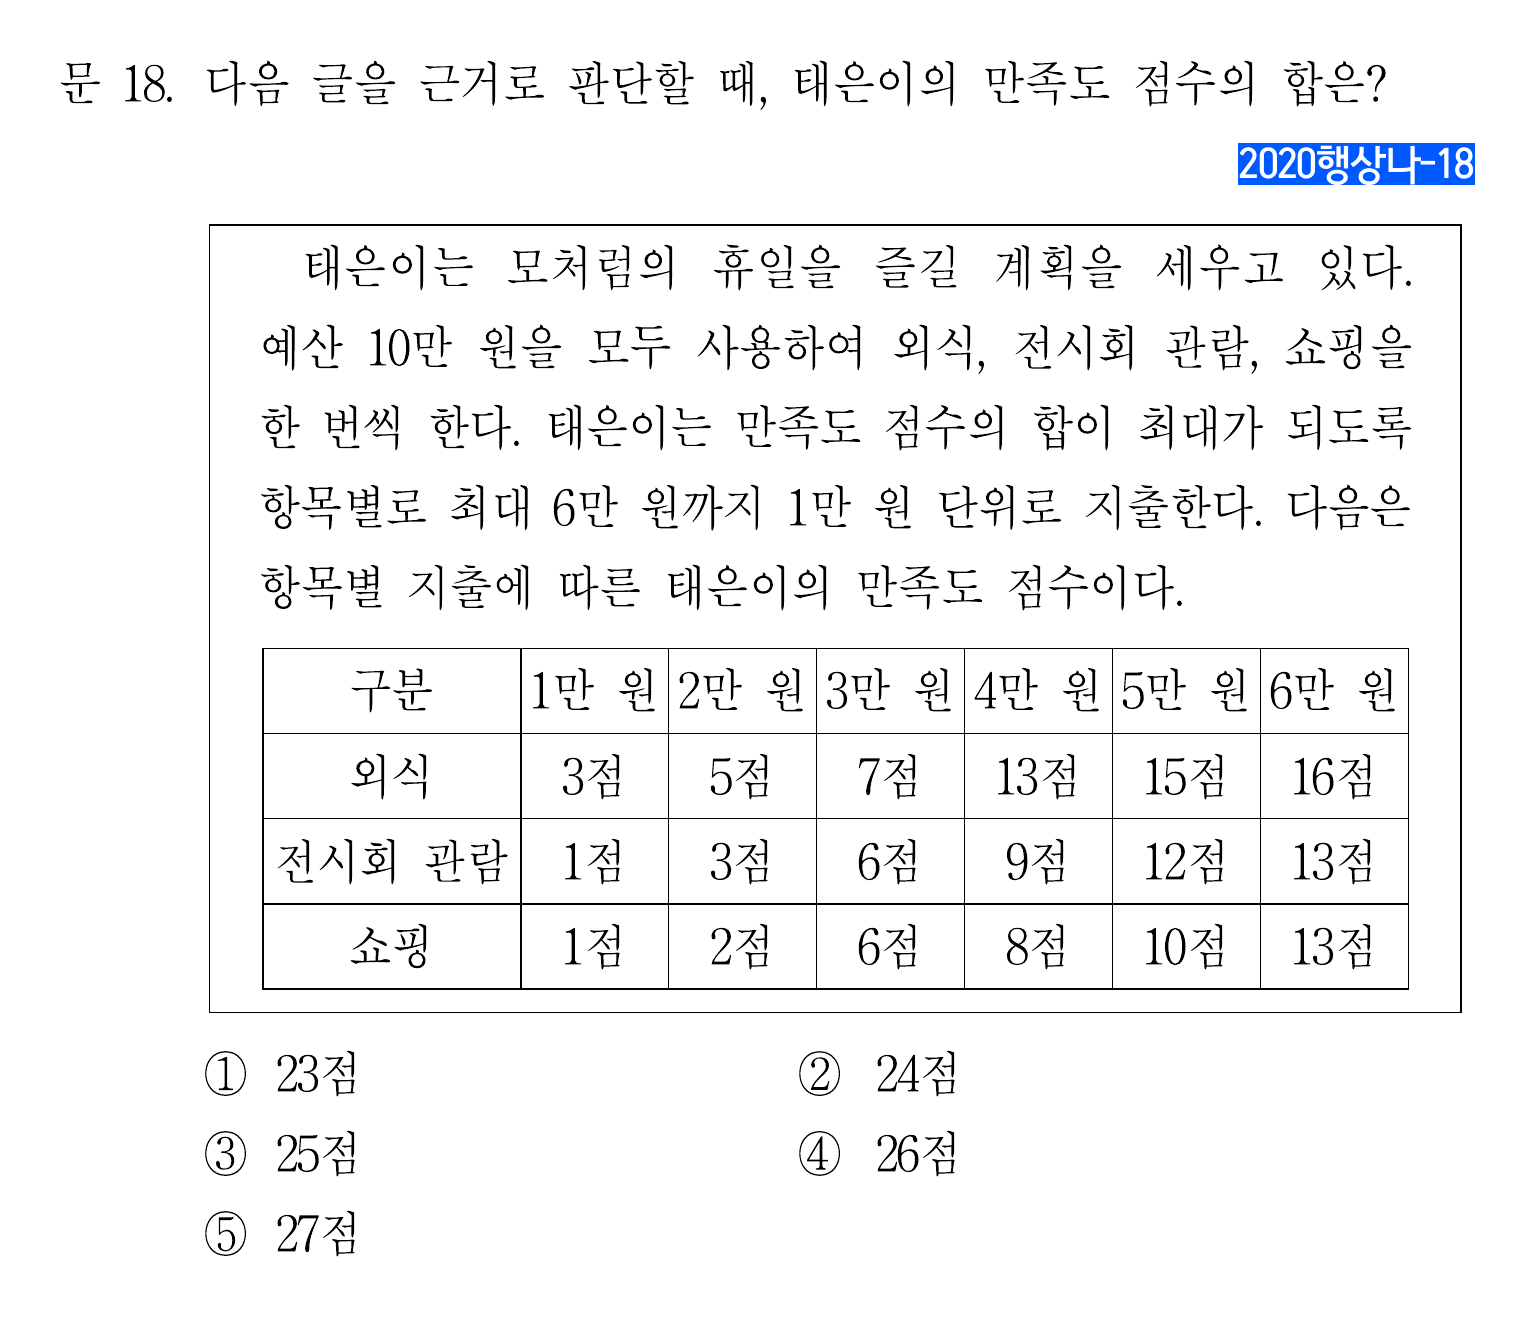 문 18. 다음 글을 근거로 판단할 때, 태은이의 만족도 점수의 합은?
2020행상나-18
태은이는 모처럼의 휴일을 즐길 계획을 세우고 있다.
예산 10만 원을 모두 사용하여 외식, 전시회 관람, 쇼핑을
한 번씩 한다. 태은이는 만족도 점수의 합이 최대가 되도록
항목별로 최대 6만 원까지 1만 원 단위로 지출한다. 다음은
항목별 지출에 따른 태은이의 만족도 점수이다.
구분 1만 원 2만 원 3만 원 4만 원 5만 원 6만 원
외식 3점 5점 7점 13점 15점 16점
전시회 관람 1점 3점 6점 9점 12점 13점
쇼핑 1점 2점 6점 8점 10점 13점
① 23점 ② 24점
③ 25점 ④ 26점
⑤ 27점